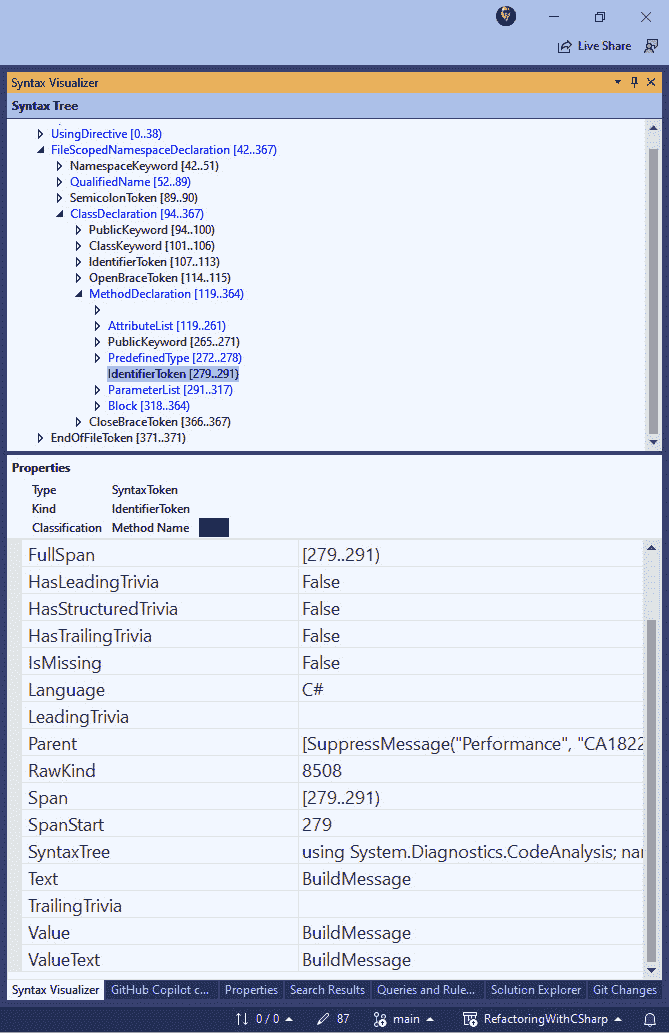 Live Share
Syntax Visualizer
Syntax Tree
UsingDirective [0..38)
FileScopedNamespaceDeclaration [42..367)
NamespaceKeyword [42..51)
QualifiedName [52..89)
SemicolonToken [89..90)
ClassDeclaration [94..367)
PublicKeyword [94..100)
ClassKeyword [101..106)
IdentifierToken [107..113)
OpenBraceToken [114..115)
MethodDeclaration [119..364)
AttributeList [119..261)
PublicKeyword [265..271)
PredefinedType [272..278)
IdentifierToken [279..291)
ParameterList [291..317)
Block [318..364)
CloseBraceToken [366..367)
EndOfFileToken [371..371)
Properties
Type SyntaxToken
Kind IdentifierToken
Classification Method Name
FullSpan [279..291)
HasLeadingTrivia False
HasStructuredTrivia False
HasTrailingTrivia False
IsMissing False
Language C#
LeadingTrivia
Parent [SuppressMessage("Performance", "CA1822
RawKind 8508
Span [279..291)
SpanStart 279
SyntaxTree using System.Diagnostics.CodeAnalysis; nar
Text BuildMessage
TrailingTrivia
Value BuildMessage
ValueText BuildMessage
Syntax Visualizer GitHub Copilot c... Properties Search Results Queries and Rule... Solution Explorer Git Changes
0 / 0 87 main RefactoringWithCSharp